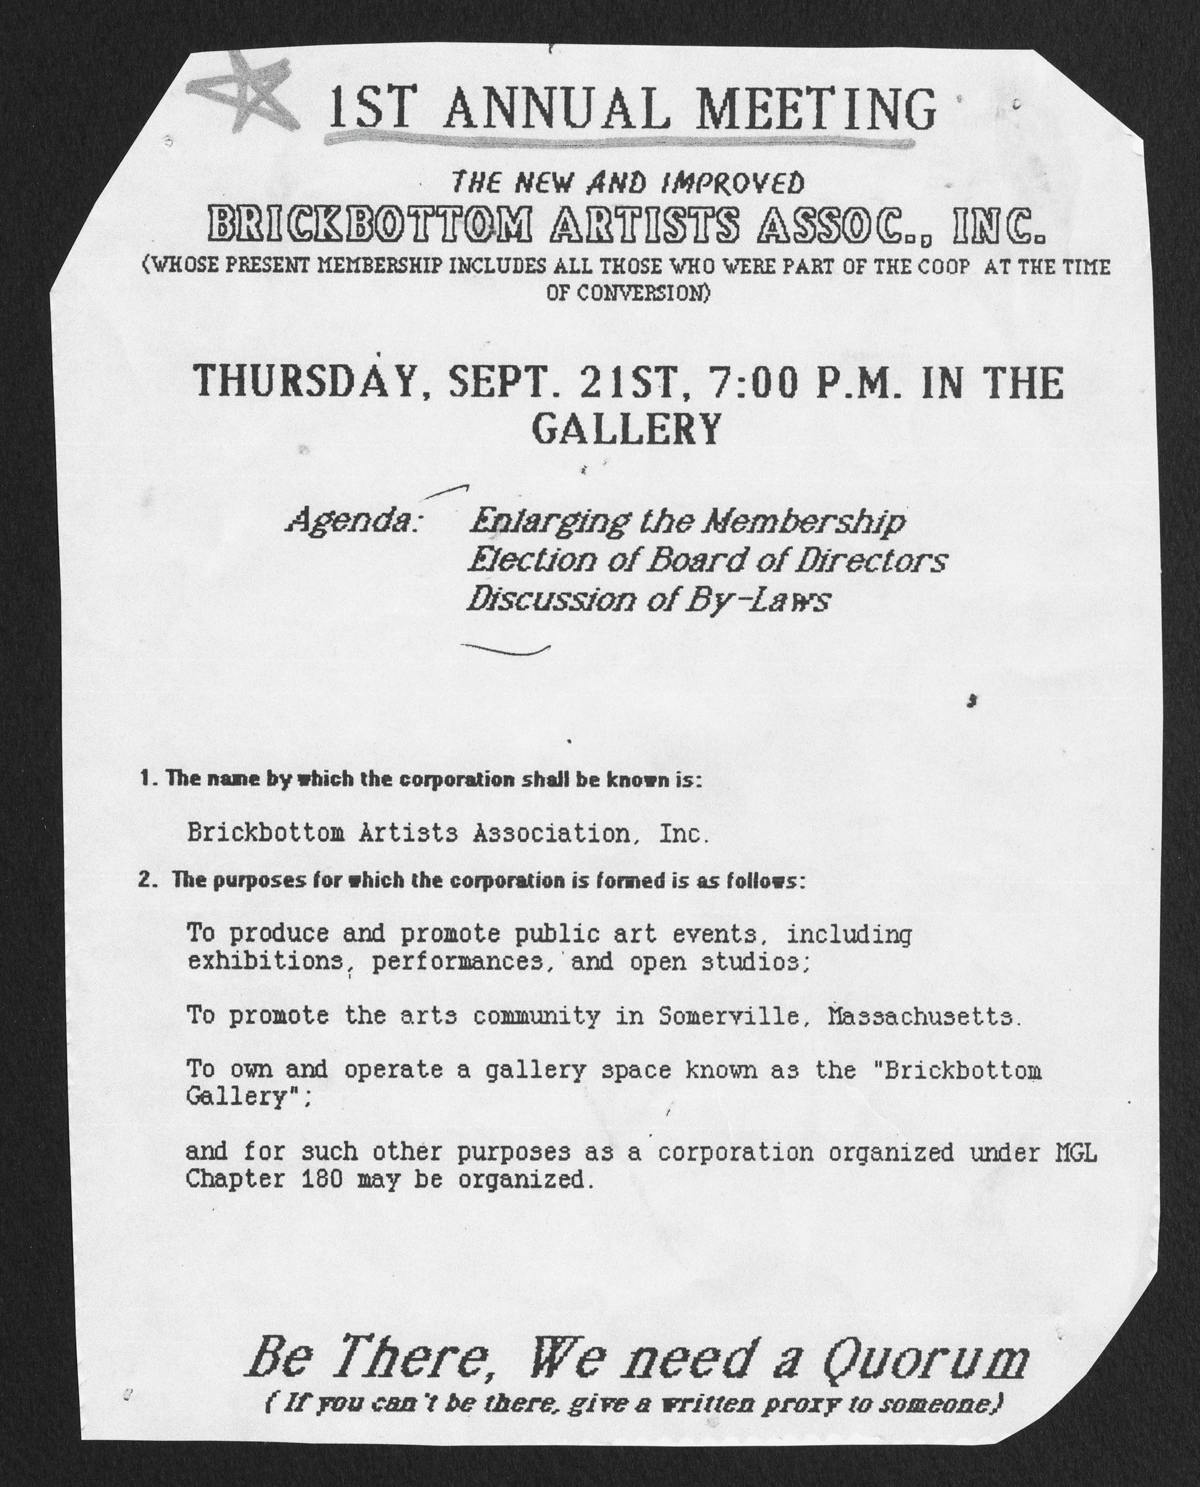 1ST ANNUAL MEETING
THE NEW AND IMPROVED
BRICKBOTTOM ARTISTS ASSOC., INC.
(WHOSE PRESENT MEMBERSHIP INCLUDES ALL THOSE WHO WERE PART OF THE COOP AT THE TIME
OF CONVERSION)
THURSDAY, SEPT. 21ST, 7:00 P.M. IN THE
GALLERY
Agenda: Enlarging the Membership
Election of Board of Directors
Discussion of By-Laws
1. The name by which the corporation shall be known is:
Brickbottom Artists Association, Inc.
2. The purposes for which the corporation is formed is as follows:
To produce and promote public art events, including
exhibitions, performances, and open studios;
To promote the arts community in Somerville, Massachusetts.
To own and operate a gallery space known as the "Brickbottom
Gallery";
and for such other purposes as a corporation organized under MGL
Chapter 180 may be organized.
Be There, We need a Quorum
( If you can't be there, give a written proxy to someone)